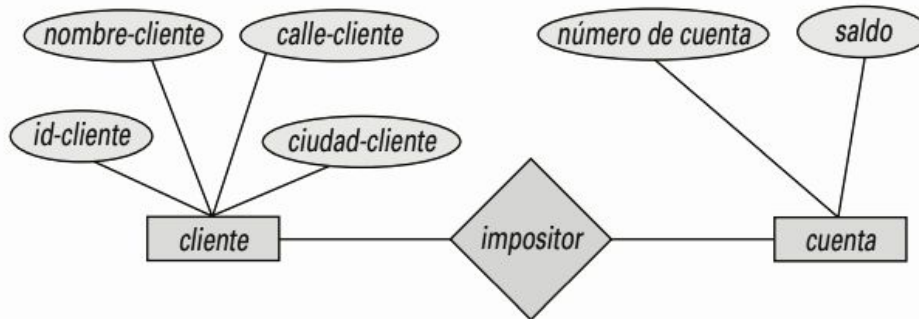 nombre-cliente
calle-cliente
número de cuenta
saldo
id-cliente
ciudad-cliente
cliente
impositor
cuenta